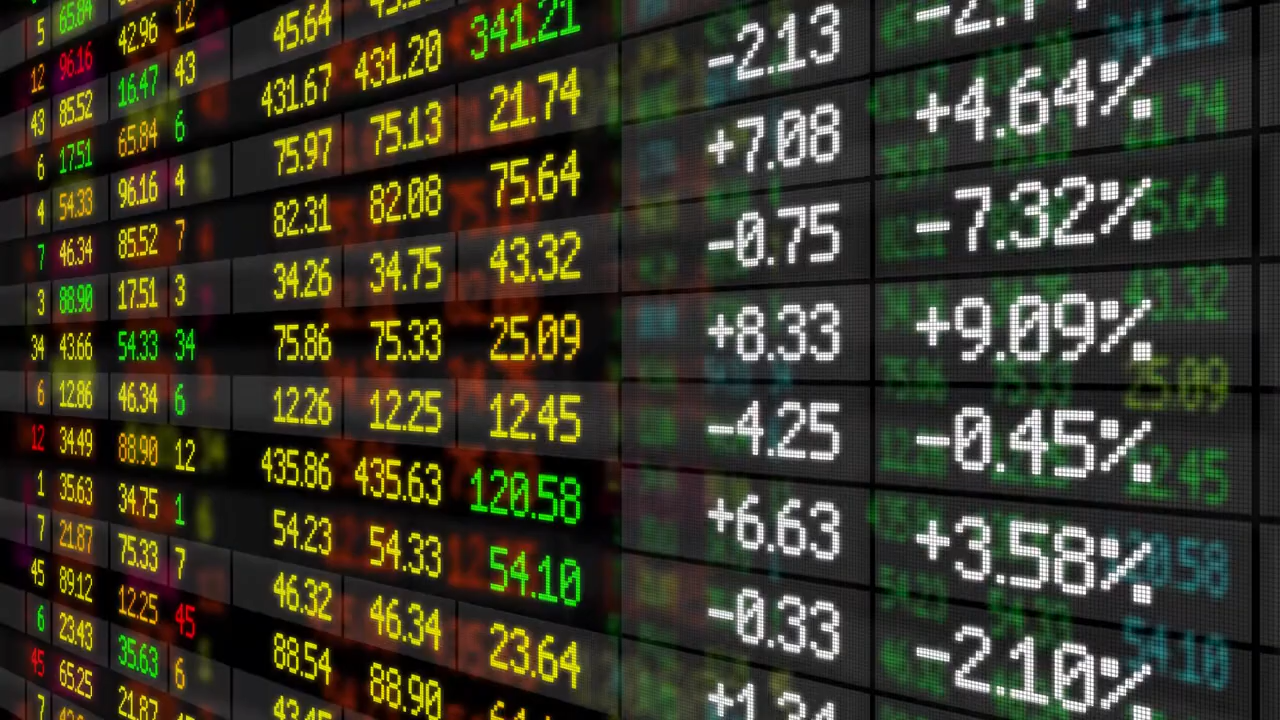 5 65.84 42.96 12 45.64 341.21 -2.13
12 96.16 16.47 43 431.67 431.20 21.74 +7.08 +4.64%
43 85.52 65.84 6 75.97 75.13 75.64 -0.75 -7.32%
6 17.51 96.16 4 82.31 82.08 43.32 +8.33 +9.09%
4 54.33 85.52 7 34.26 34.75 25.09 -4.25 -0.45%
7 46.34 17.51 3 75.86 75.33 12.45 +6.63 +3.58%
3 88.90 54.33 34 12.26 12.25 120.58 -0.33 -2.10%
34 43.66 46.34 6 435.86 435.63 54.10
6 12.86 88.90 12 54.23 54.33 23.64
12 34.49 34.75 1 46.32 46.34
1 35.63 75.33 7 88.54 88.90
7 21.87 12.25 45
45 89.12 35.63 6
6 23.43 21.87
45 65.25
7